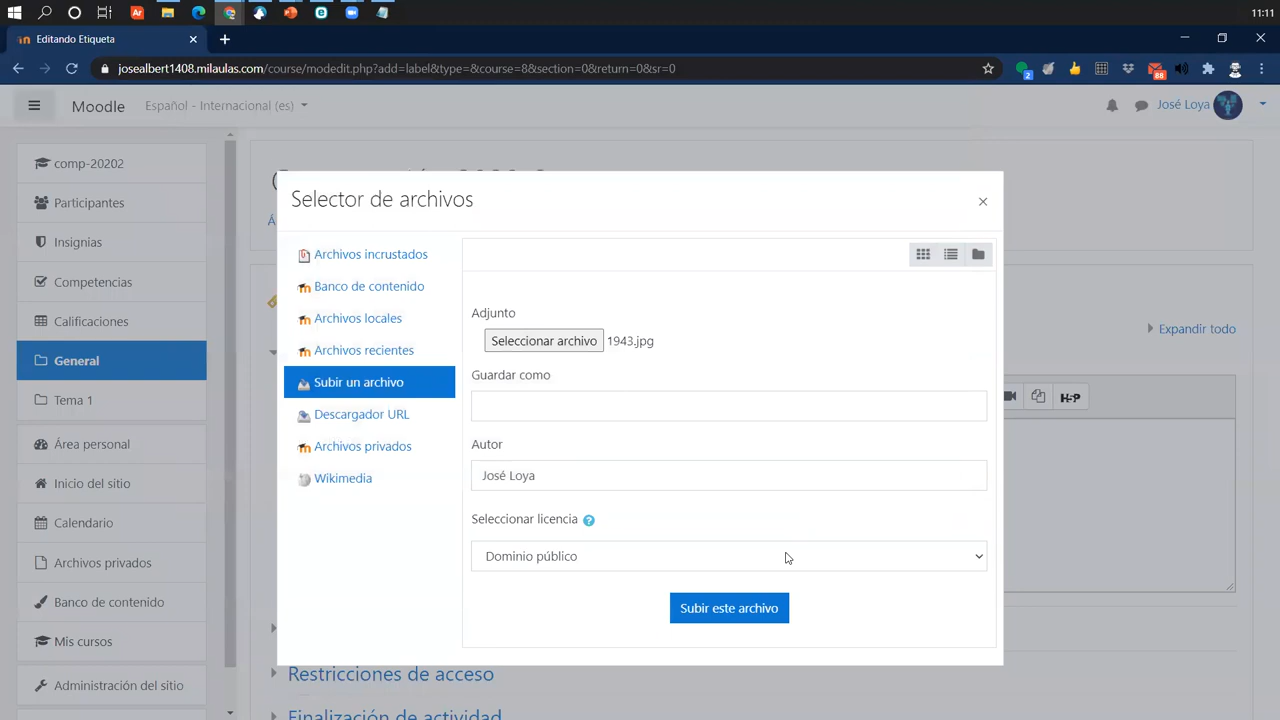 11:11
Editando Etiqueta
josealbert1408.milaulas.com/course/modedit.php?add=label&type=&course=8&section=0&return=0&sr=0
2
88
Moodle
Español - Internacional (es)
José Loya
comp-20202
Participantes
Insignias
Competencias
Calificaciones
General
Tema 1
Área personal
Inicio del sitio
Calendario
Archivos privados
Banco de contenido
Mis cursos
Administración del sitio
Selector de archivos
×
Archivos incrustados
Banco de contenido
Archivos locales
Archivos recientes
Subir un archivo
Descargador URL
Archivos privados
Wikimedia
Adjunto
Seleccionar archivo 1943.jpg
Guardar como
Autor
José Loya
Seleccionar licencia ?
Dominio público
Subir este archivo
Expandir todo
H-P
Restricciones de acceso
Finalización de actividad